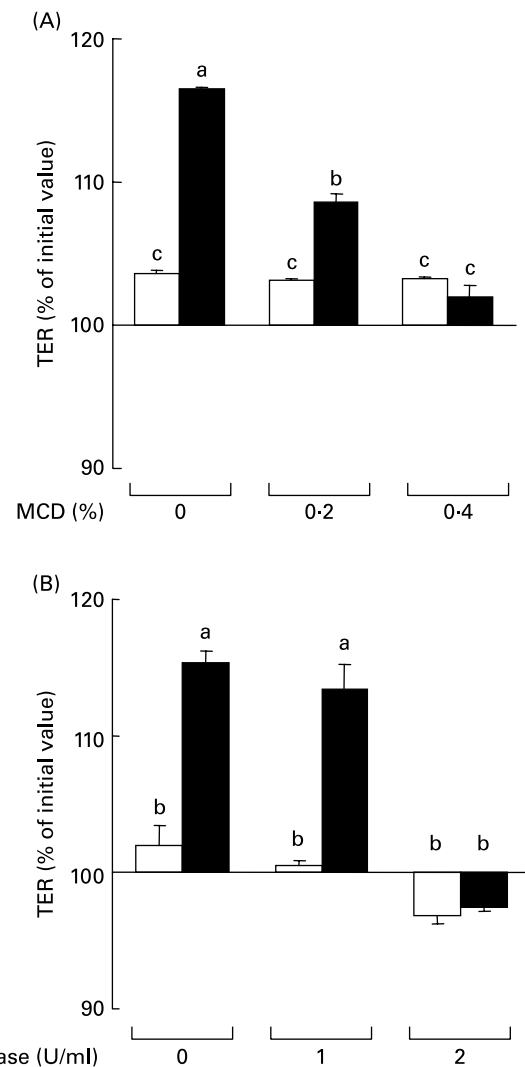 (A)
120
a
110
b
c
c
c
c
100
90
TER (% of initial value)
MCD (%)
0
0·2
0·4
(B)
120
a
a
110
b
b
b
b
100
90
TER (% of initial value)
ase (U/ml)
0
1
2